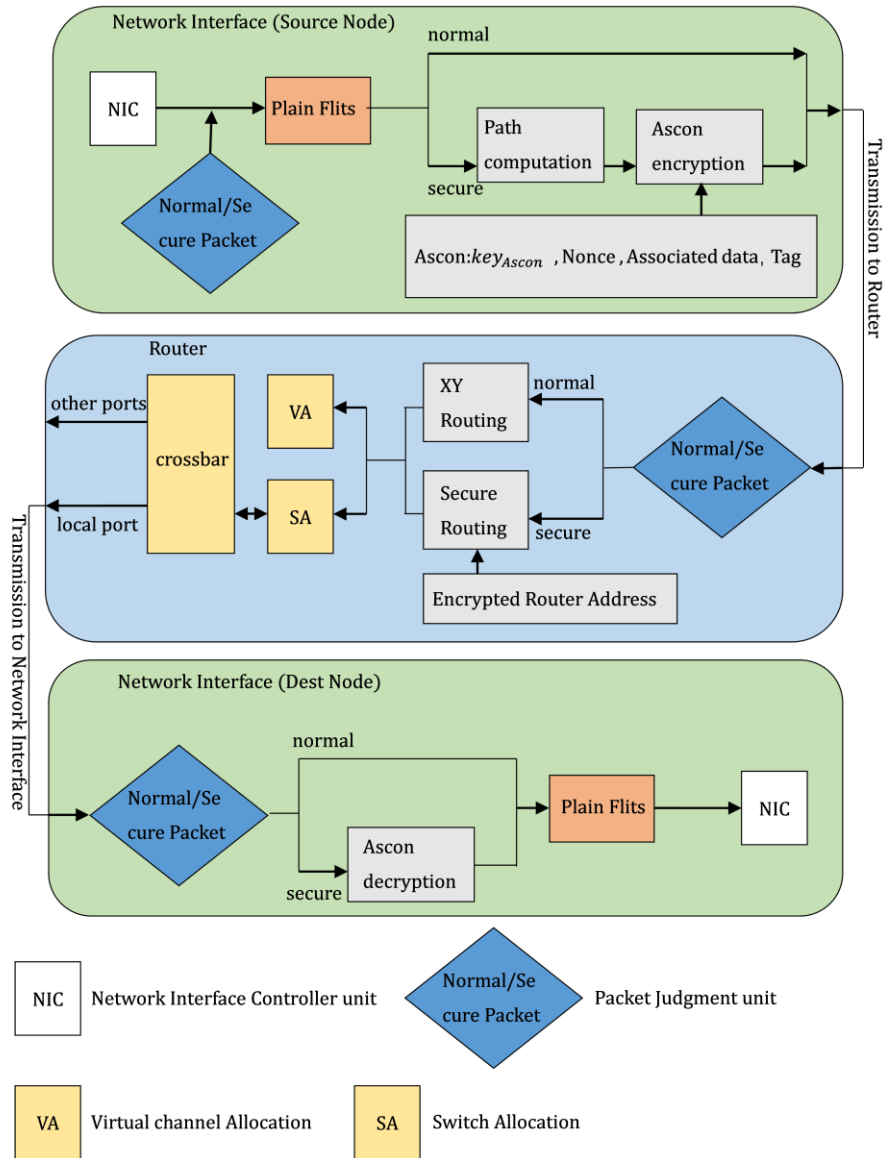 Network Interface (Source Node)
normal
NIC
Plain Flits
Path
computation
Ascon
encryption
secure
Normal/Se
cure Packet
Ascon:keyAscon , Nonce , Associated data, Tag
Transmission to Router
Router
other ports
crossbar
local port
VA
SA
XY
Routing
normal
Secure
Routing
secure
Normal/Se
cure Packet
Encrypted Router Address
Transmission to Network Interface
Network Interface (Dest Node)
normal
Normal/Se
cure Packet
secure
Ascon
decryption
Plain Flits
NIC
NIC
Network Interface Controller unit
Normal/Se
cure Packet
Packet Judgment unit
VA
Virtual channel Allocation
SA
Switch Allocation